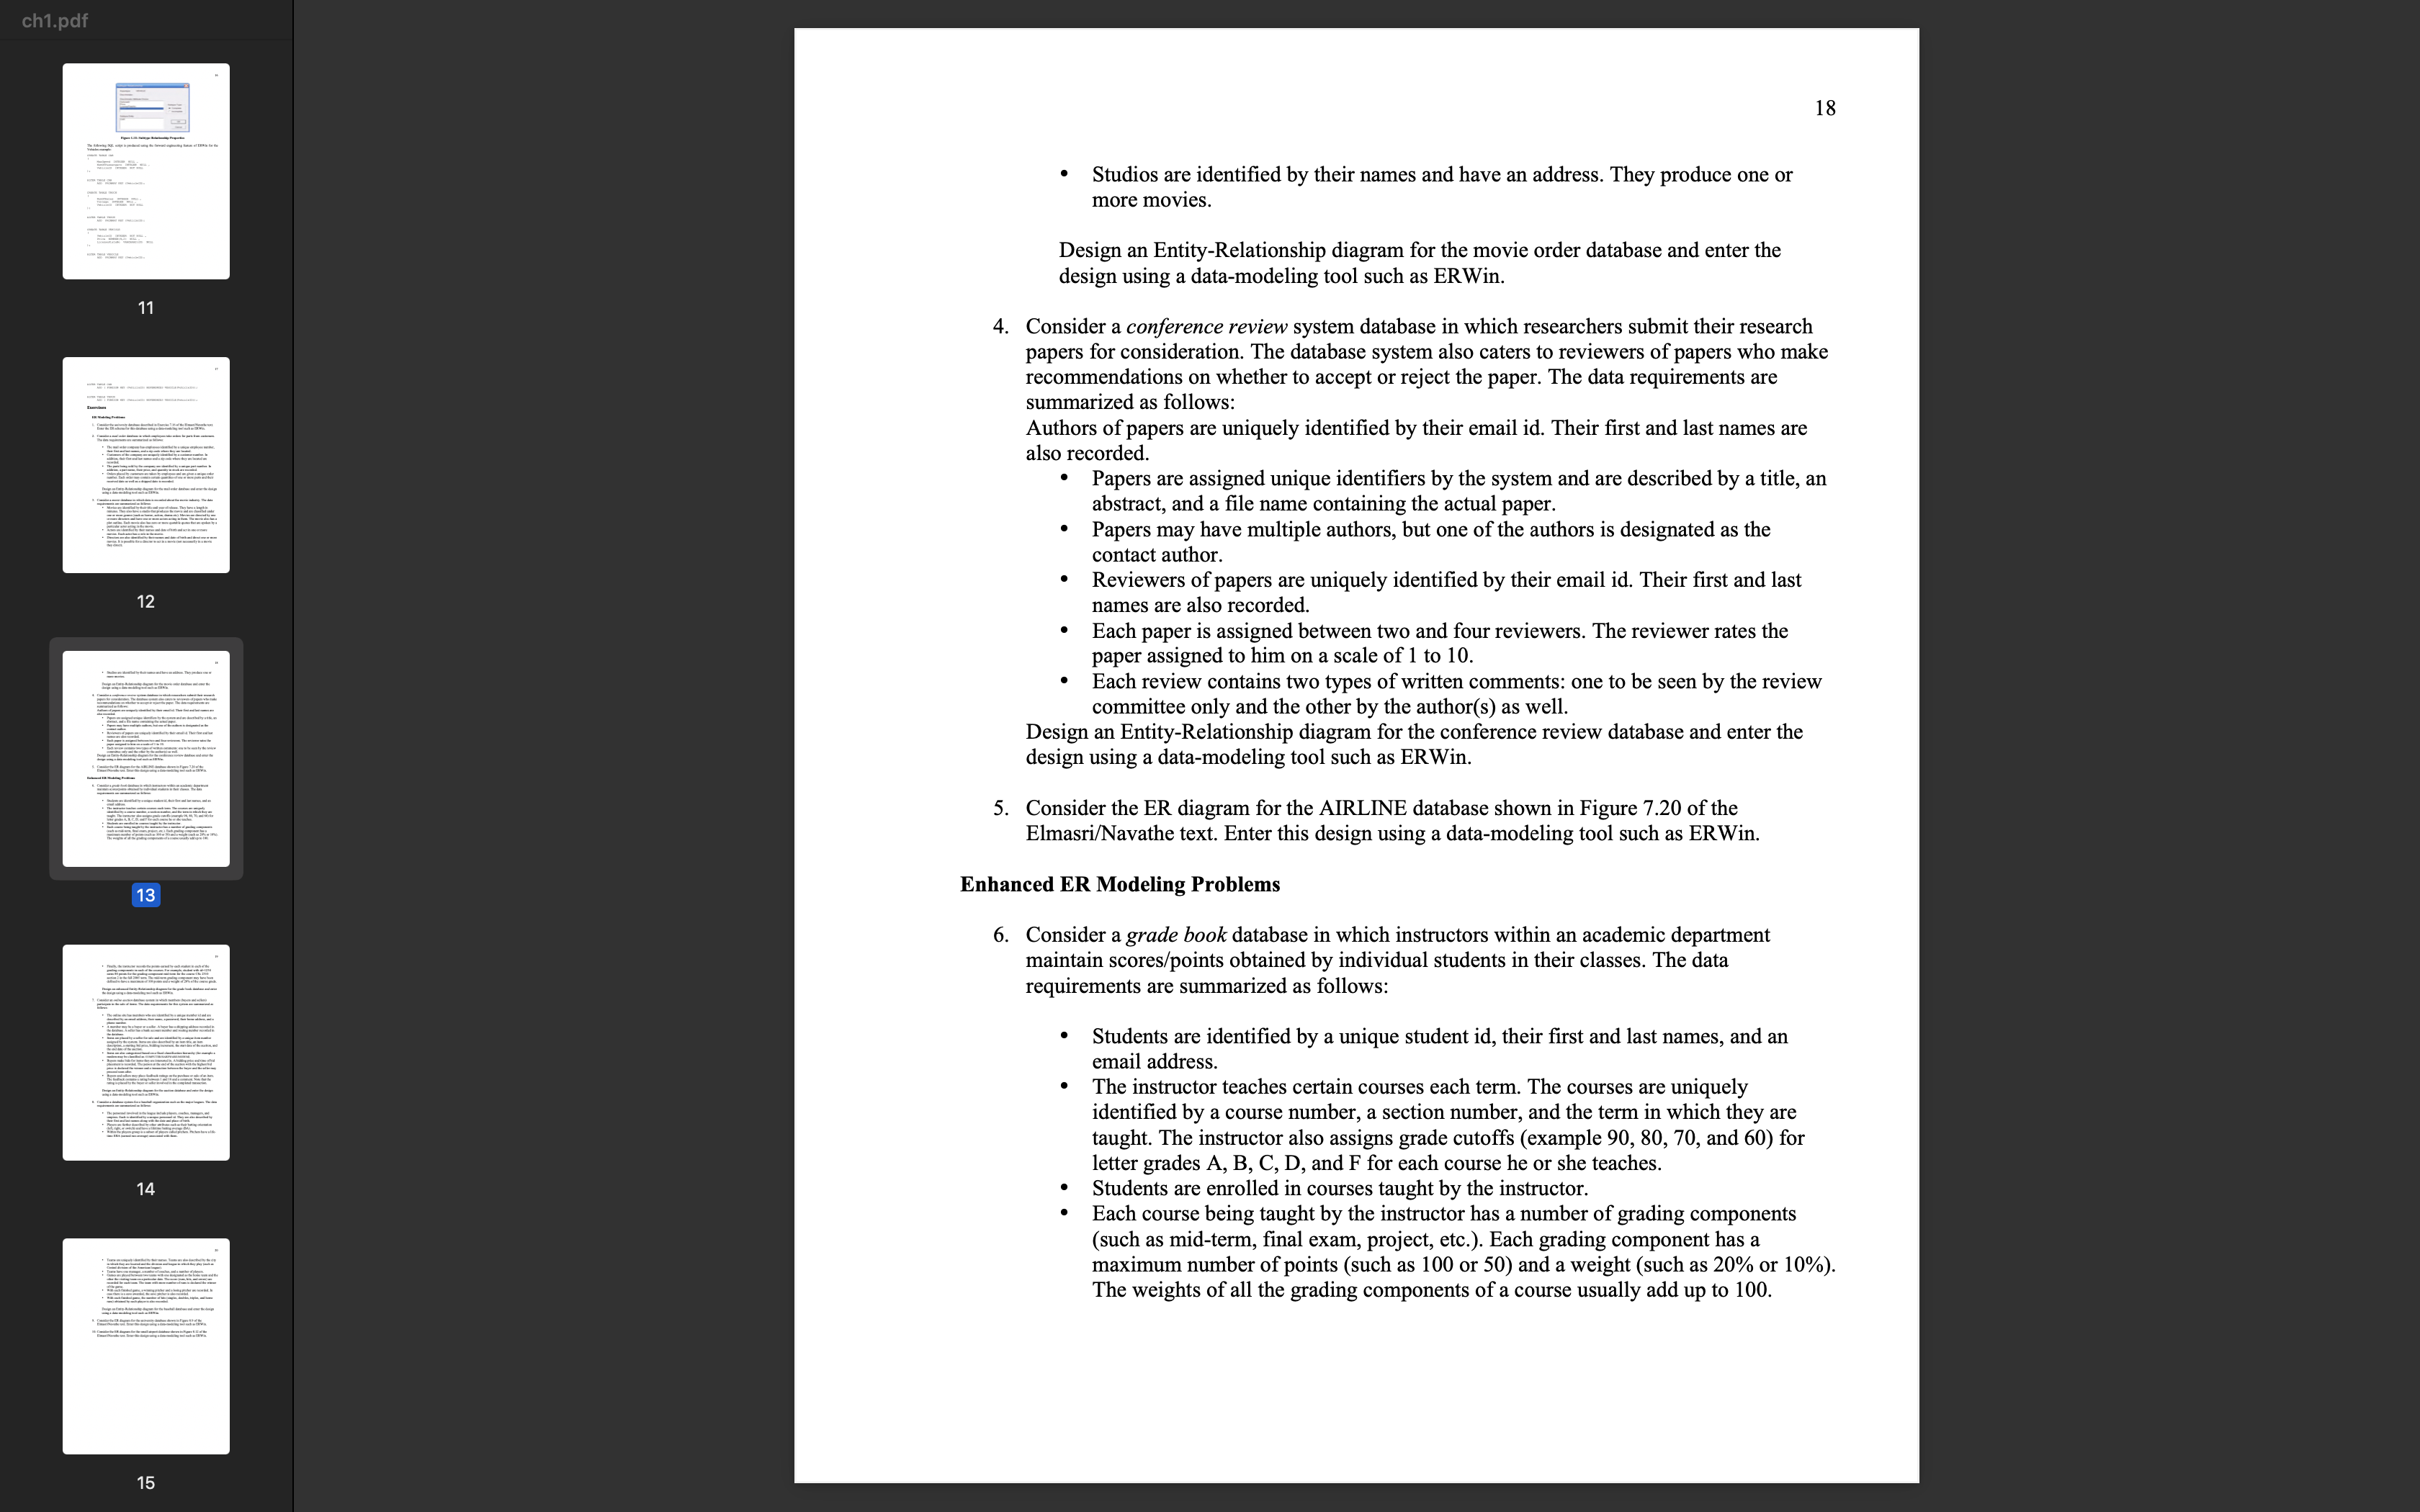 ch1.pdf
11
12
13
14
15
18
• Studios are identified by their names and have an address. They produce one or
more movies.
Design an Entity-Relationship diagram for the movie order database and enter the
design using a data-modeling tool such as ERWin.
4. Consider a conference review system database in which researchers submit their research
papers for consideration. The database system also caters to reviewers of papers who make
recommendations on whether to accept or reject the paper. The data requirements are
summarized as follows:
Authors of papers are uniquely identified by their email id. Their first and last names are
also recorded.
• Papers are assigned unique identifiers by the system and are described by a title, an
abstract, and a file name containing the actual paper.
• Papers may have multiple authors, but one of the authors is designated as the
contact author.
• Reviewers of papers are uniquely identified by their email id. Their first and last
names are also recorded.
• Each paper is assigned between two and four reviewers. The reviewer rates the
paper assigned to him on a scale of 1 to 10.
• Each review contains two types of written comments: one to be seen by the review
committee only and the other by the author(s) as well.
Design an Entity-Relationship diagram for the conference review database and enter the
design using a data-modeling tool such as ERWin.
5. Consider the ER diagram for the AIRLINE database shown in Figure 7.20 of the
Elmasri/Navathe text. Enter this design using a data-modeling tool such as ERWin.
Enhanced ER Modeling Problems
6. Consider a grade book database in which instructors within an academic department
maintain scores/points obtained by individual students in their classes. The data
requirements are summarized as follows:
• Students are identified by a unique student id, their first and last names, and an
email address.
• The instructor teaches certain courses each term. The courses are uniquely
identified by a course number, a section number, and the term in which they are
taught. The instructor also assigns grade cutoffs (example 90, 80, 70, and 60) for
letter grades A, B, C, D, and F for each course he or she teaches.
• Students are enrolled in courses taught by the instructor.
• Each course being taught by the instructor has a number of grading components
(such as mid-term, final exam, project, etc.). Each grading component has a
maximum number of points (such as 100 or 50) and a weight (such as 20% or 10%).
The weights of all the grading components of a course usually add up to 100.